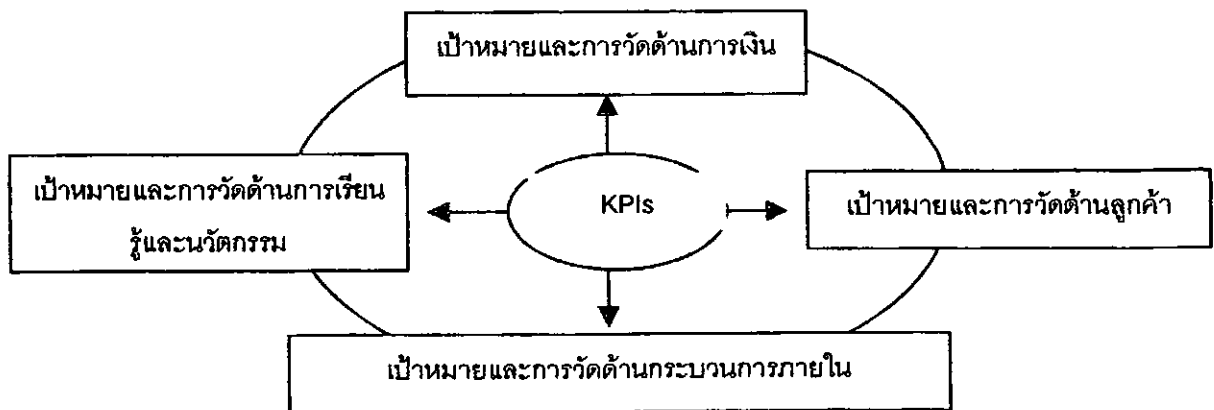 เป้าหมายและการวัดด้านการเงิน
เป้าหมายและการวัดด้านการเรียน
รู้และนวัตกรรม
KPIs
เป้าหมายและการวัดด้านลูกค้า
เป้าหมายและการวัดด้านกระบวนการภายใน